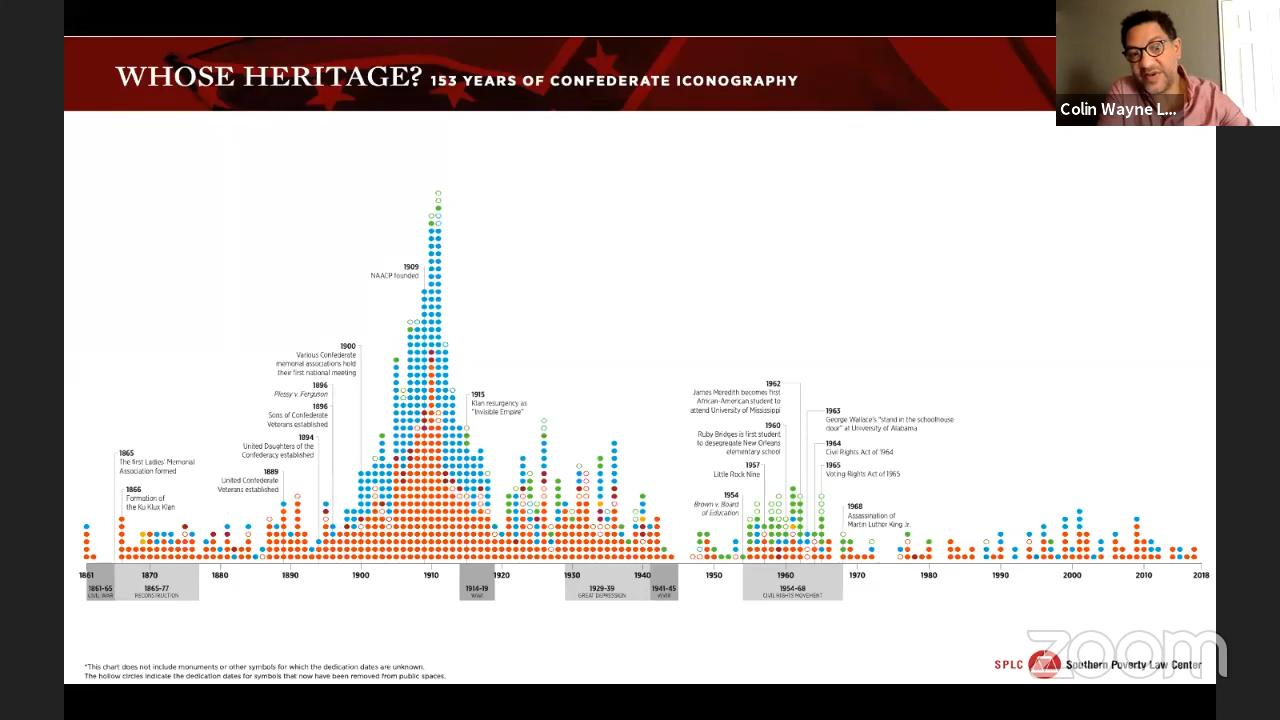 WHOSE HERITAGE? 153 YEARS OF CONFEDERATE ICONOGRAPHY
Colin Wayne L...
1909
NAACP founded
1900
Various Confederate
memorial associations hold
their first national meeting
1896
Plessy v. Ferguson
1896
Sons of Confederate
Veterans established
1894
United Daughters of the
Confederacy established
1889
United Confederate
Veterans established
1865
The first Ladies' Memorial
Association formed
1866
Formation of
the Ku Klux Klan
1915
Klan resurgency as
"Invisible Empire"
1962
James Meredith becomes first
African-American student to
attend University of Mississippi
1960
Ruby Bridges is first student
to desegregate New Orleans
elementary school
1957
Little Rock Nine
1954
Brown v. Board
of Education
1963
George Wallace's "stand in the schoolhouse
door" at University of Alabama
1964
Civil Rights Act of 1964
1965
Voting Rights Act of 1965
1968
Assassination of
Martin Luther King Jr.
1861 1870 1880 1890 1900 1910 1920 1930 1940 1950 1960 1970 1980 1990 2000 2010 2018
1861-65 1865-77 1914-19 1929-39 1941-45 1954-68
CIVIL WAR RECONSTRUCTION WWI GREAT DEPRESSION WWII CIVIL RIGHTS MOVEMENT
*This chart does not include monuments or other symbols for which the dedication dates are unknown.
The hollow circles indicate the dedication dates for symbols that now have been removed from public spaces.
SPLC Southern Poverty Law Center
zoom